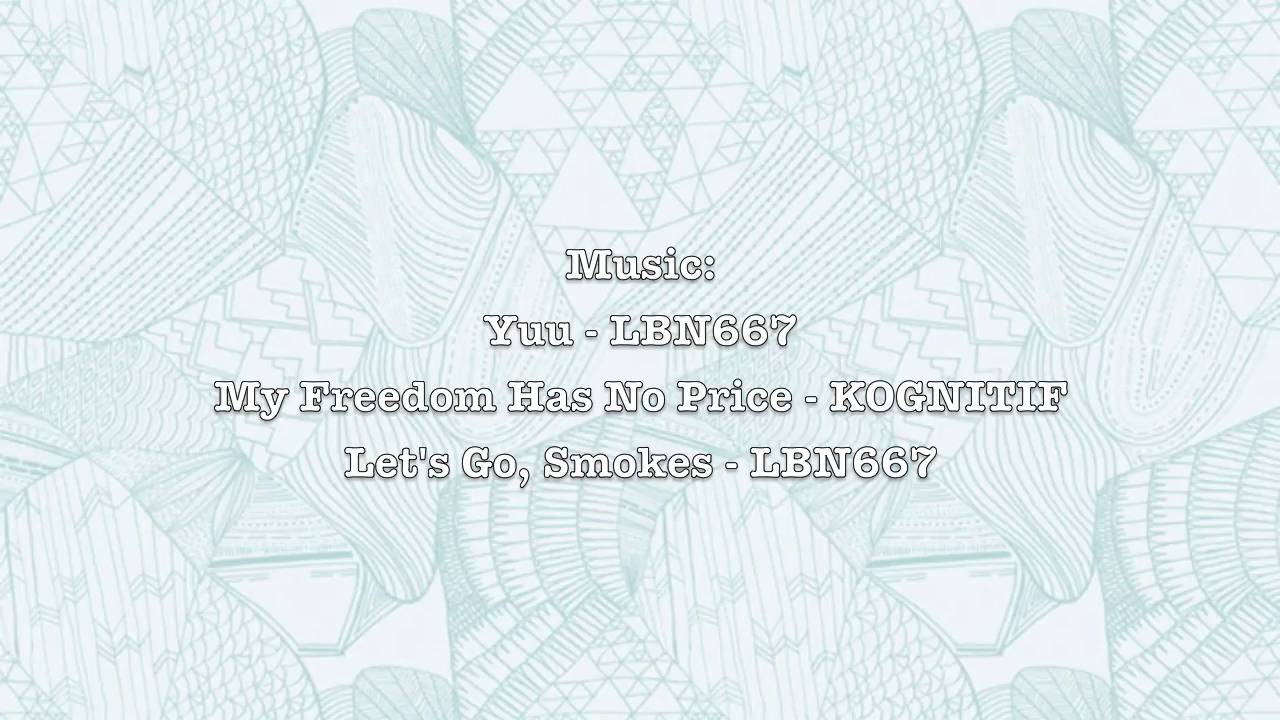 Music:
Yuu - LBN667
My Freedom Has No Price - KOGNITIF
Let's Go, Smokes - LBN667